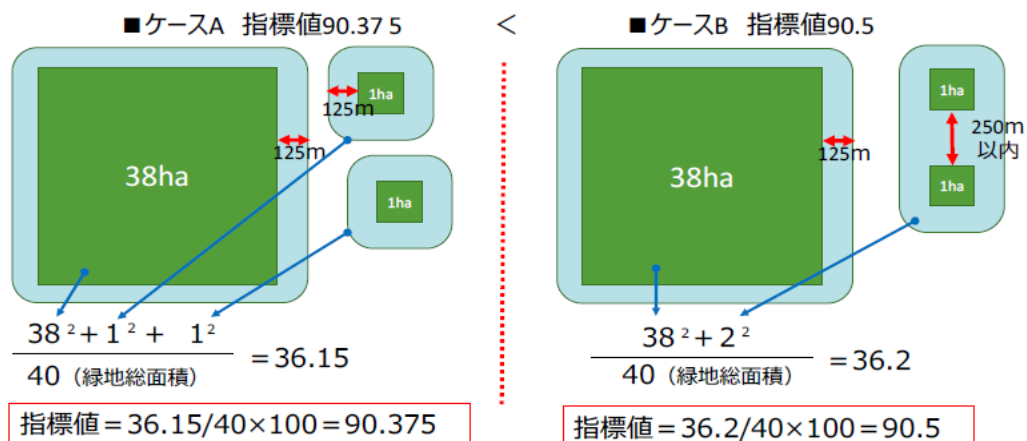 ■ケースA 指標値90.37 5
<
■ケースB 指標値90.5
1ha
125m
125m
38ha
1ha
38² + 1² + 1²
40（緑地総面積）
=36.15
指標値＝36.15/40×100＝90.375
1ha
250m
以内
125m
38ha
1ha
38²+2²
40（緑地総面積）
=36.2
指標値＝36.2/40×100＝90.5